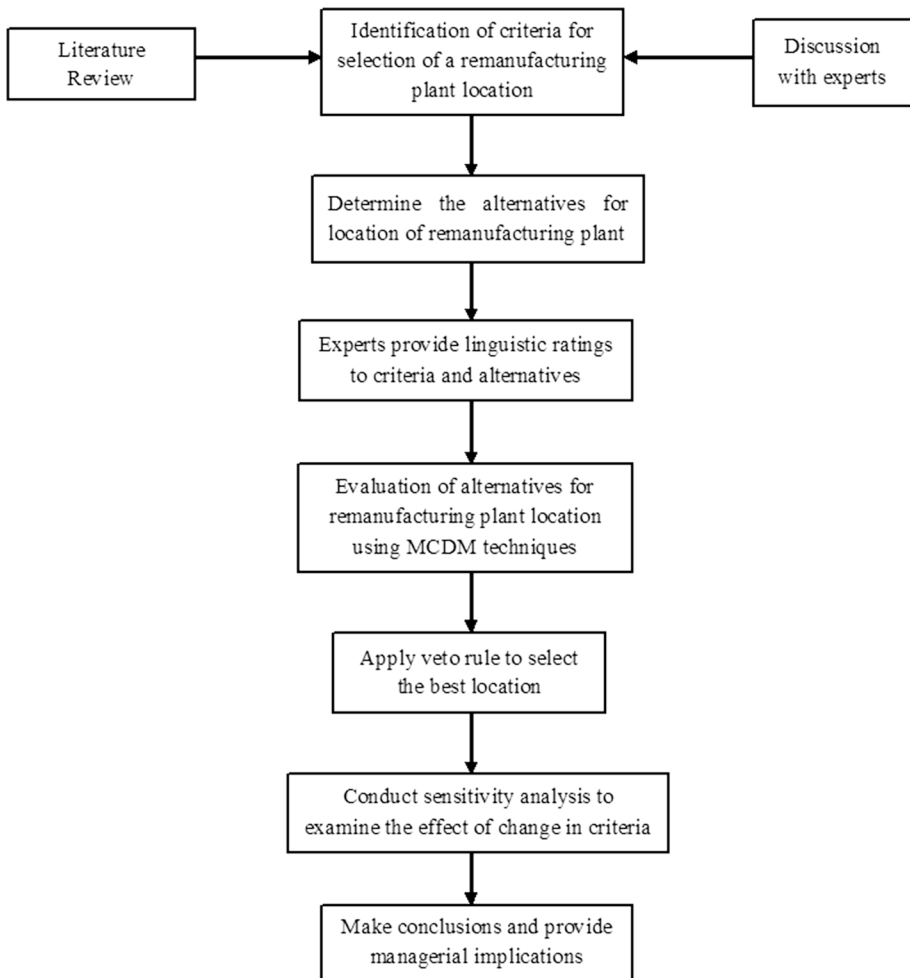 Literature
Review
Identification of criteria for
selection of a remanufacturing
plant location
Discussion
with experts
Determine the alternatives for
location of remanufacturing plant
Experts provide linguistic ratings
to criteria and alternatives
Evaluation of alternatives for
remanufacturing plant location
using MCDM techniques
Apply veto rule to select
the best location
Conduct sensitivity analysis to
examine the effect of change in criteria
Make conclusions and provide
managerial implications